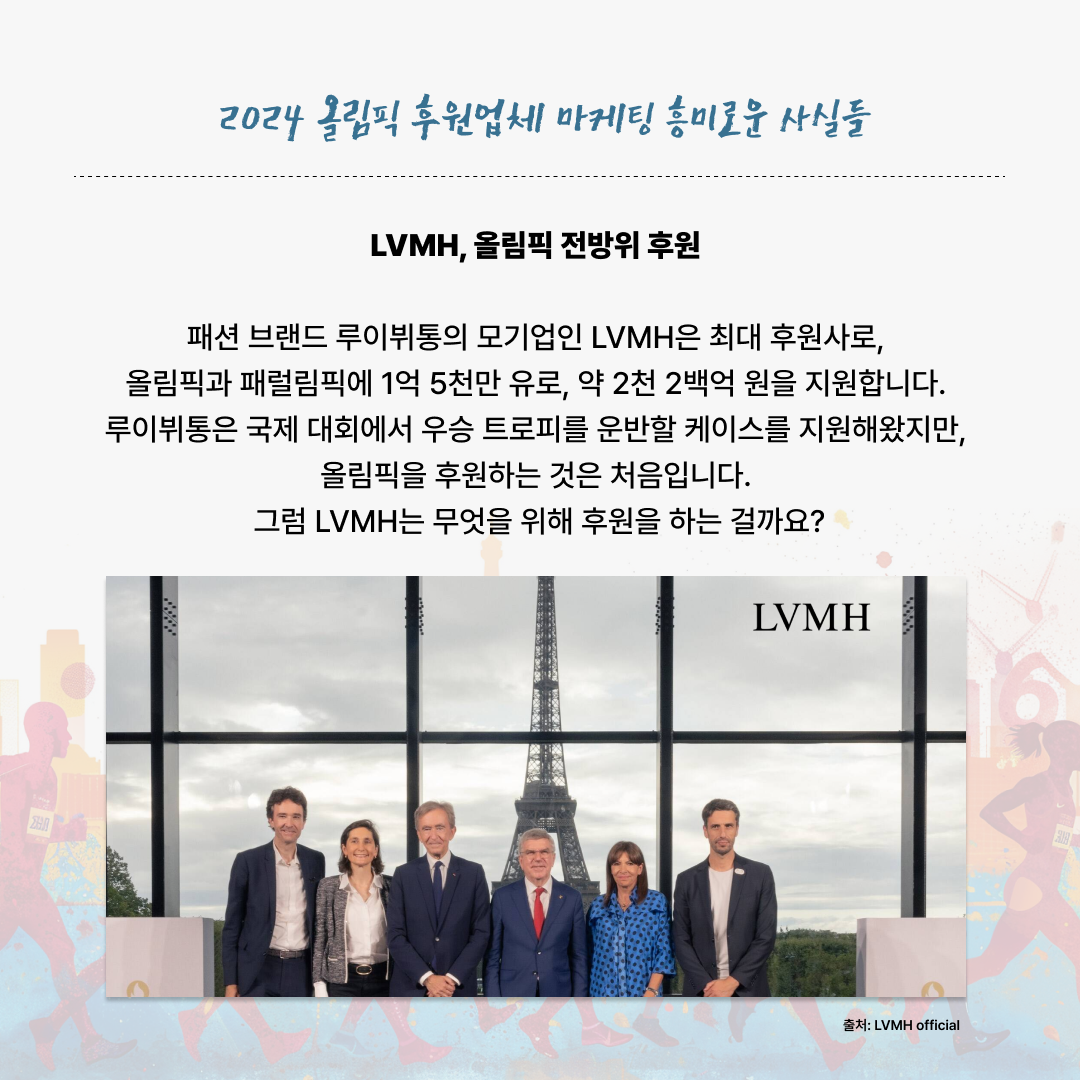 2024 올림픽 후원업체 마케팅 흥미로운 사실들
LVMH, 올림픽 전방위 후원
패션 브랜드 루이뷔통의 모기업인 LVMH은 최대 후원사로,
올림픽과 패럴림픽에 1억 5천만 유로, 약 2천 2백억 원을 지원합니다.
루이뷔통은 국제 대회에서 우승 트로피를 운반할 케이스를 지원해왔지만,
올림픽을 후원하는 것은 처음입니다.
그럼 LVMH는 무엇을 위해 후원을 하는 걸까요?
LVMH
출처: LVMH official